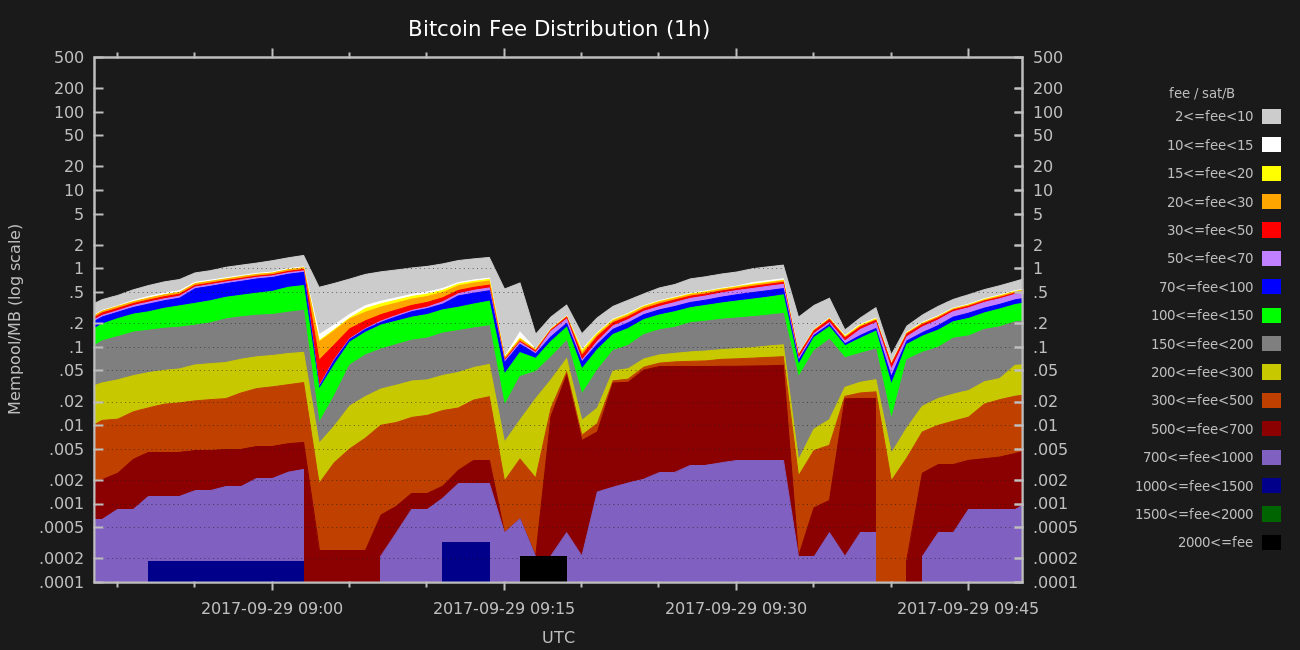 Bitcoin Fee Distribution (1h)
Mempool/MB (log scale)
500
200
100
50
20
10
5
2
1
.5
.2
.1
.05
.02
.01
.005
.002
.001
.0005
.0002
.0001
500
200
100
50
20
10
5
2
1
.5
.2
.1
.05
.02
.01
.005
.002
.001
.0005
.0002
.0001
2017-09-29 09:00
2017-09-29 09:15
2017-09-29 09:30
2017-09-29 09:45
UTC
fee / sat/B
2<=fee<10
10<=fee<15
15<=fee<20
20<=fee<30
30<=fee<50
50<=fee<70
70<=fee<100
100<=fee<150
150<=fee<200
200<=fee<300
300<=fee<500
500<=fee<700
700<=fee<1000
1000<=fee<1500
1500<=fee<2000
2000<=fee